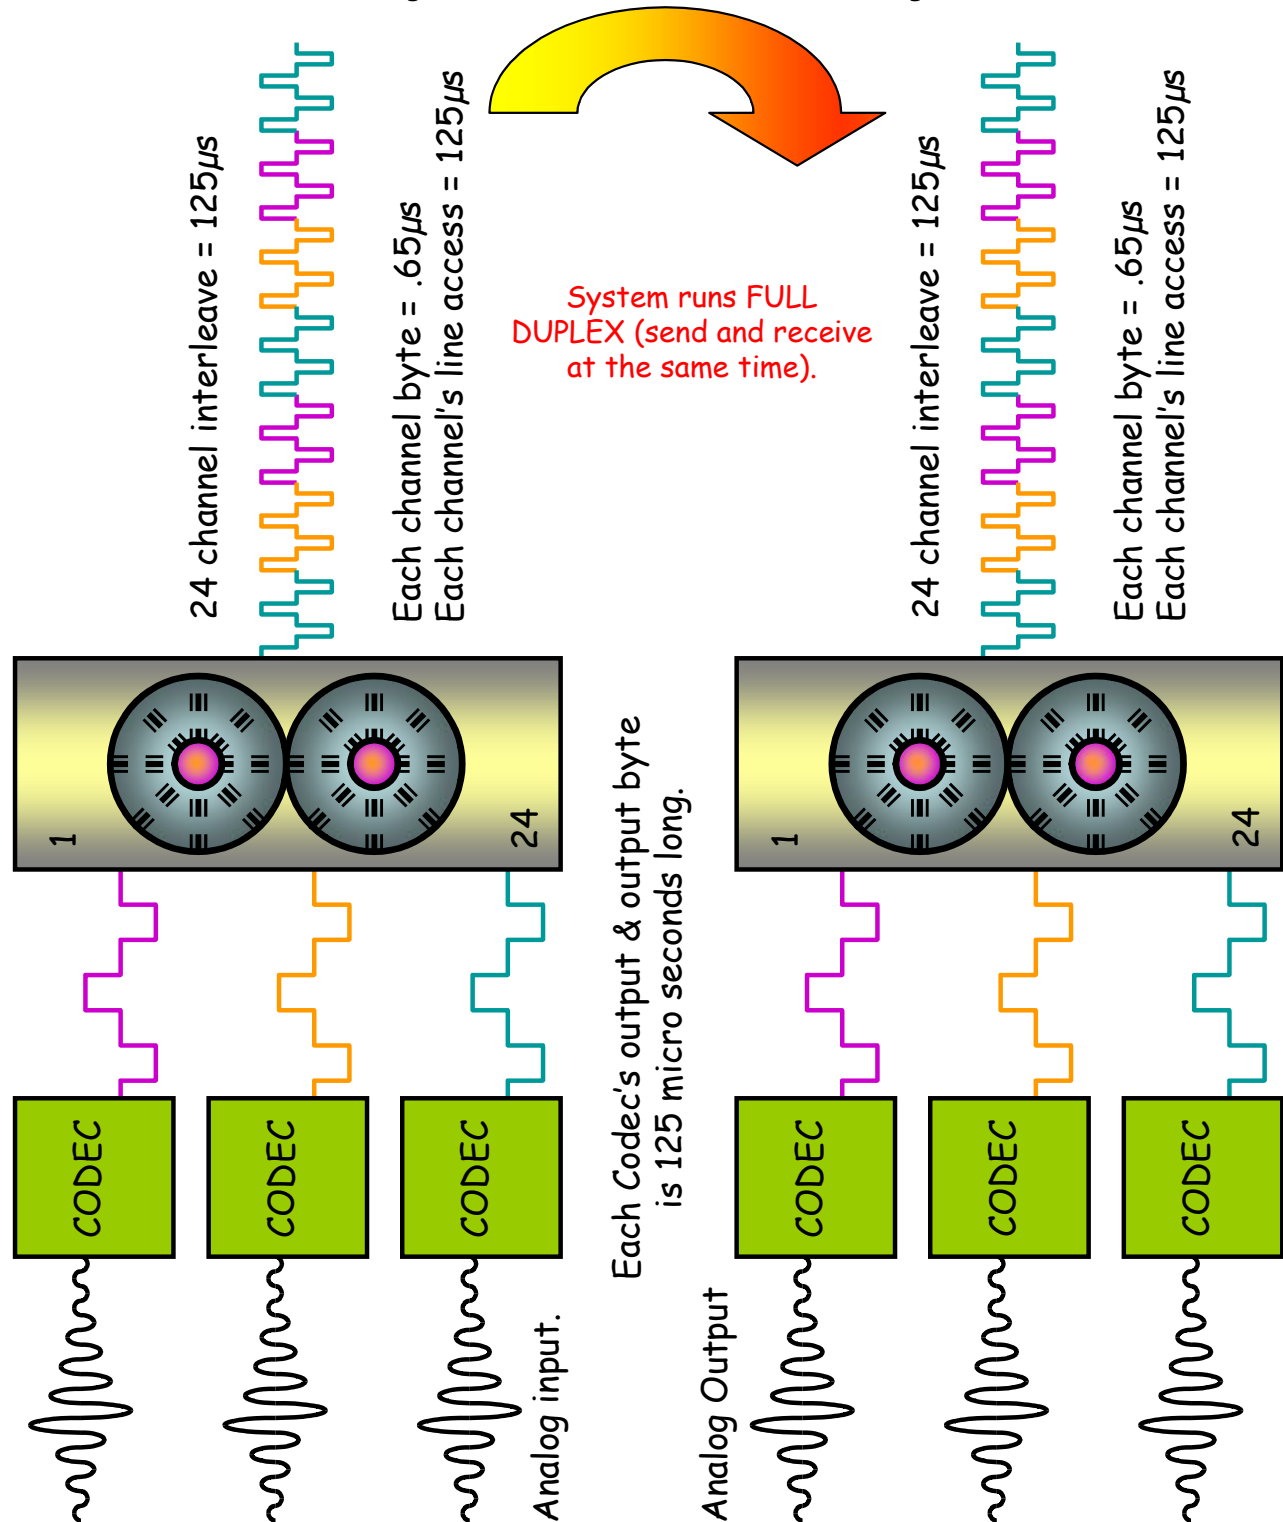 24 channel interleave = 125µs
Each channel byte = .65µs
Each channel's line access = 125µs
System runs FULL
DUPLEX (send and receive
at the same time).
24 channel interleave = 125µs
Each channel byte = .65µs
Each channel's line access = 125µs
1
24
1
24
Each Codec's output & output byte
is 125 micro seconds long.
CODEC
CODEC
CODEC
CODEC
CODEC
CODEC
Analog input.
Analog Output